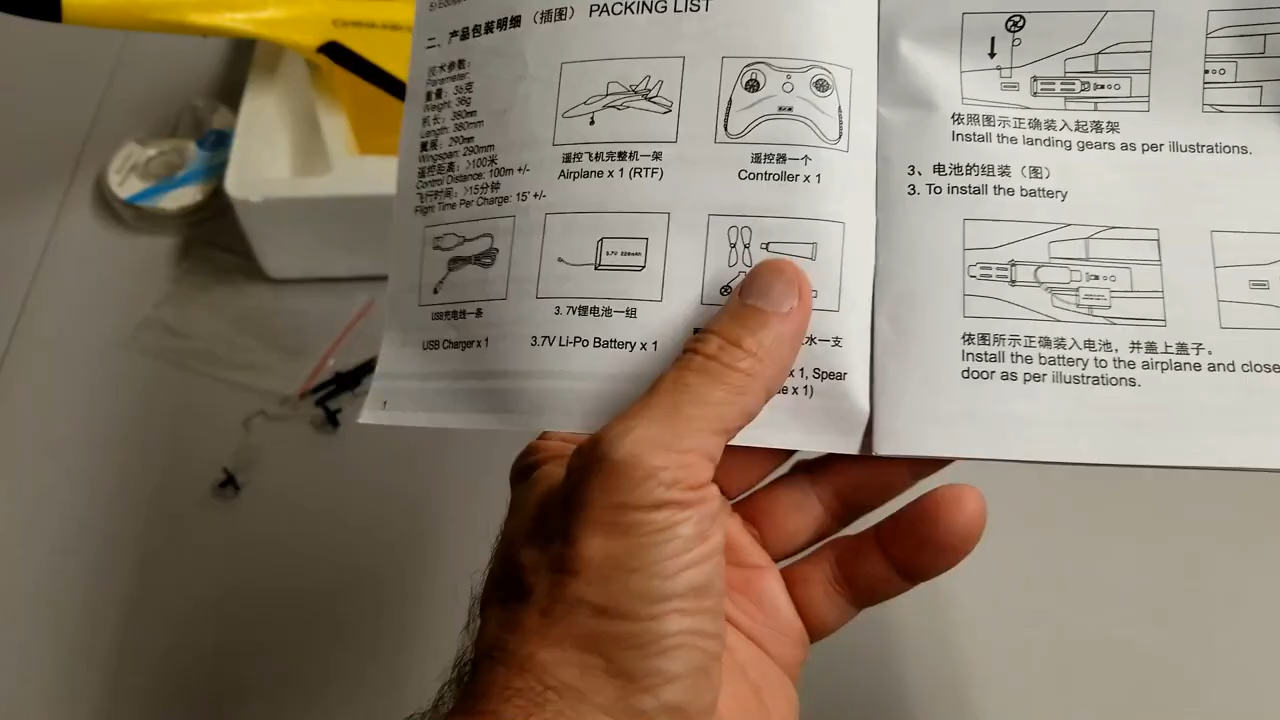 二、产品包装明细 （插图） PACKING LIST
技术参数：
Parameter:
重量：36克
Weight: 36g
机长：380mm
Length: 380mm
翼展：290mm
Wingspan: 290mm
遥控距离：>100米
Control Distance: 100m +/-
飞行时间：>15分钟
Flight Time Per Charge: 15' +/-
遥控飞机完整机一架
Airplane x 1 (RTF)
遥控器一个
Controller x 1
USB充电线一条
USB Charger x 1
3.7V 220mAh
3.7V锂电池一组
3.7V Li-Po Battery x 1
水一支
x 1, Spear
x 1)
1
依照图示正确装入起落架
Install the landing gears as per illustrations.
3、电池的组装（图）
3. To install the battery
依图所示正确装入电池，并盖上盖子。
Install the battery to the airplane and close
door as per illustrations.